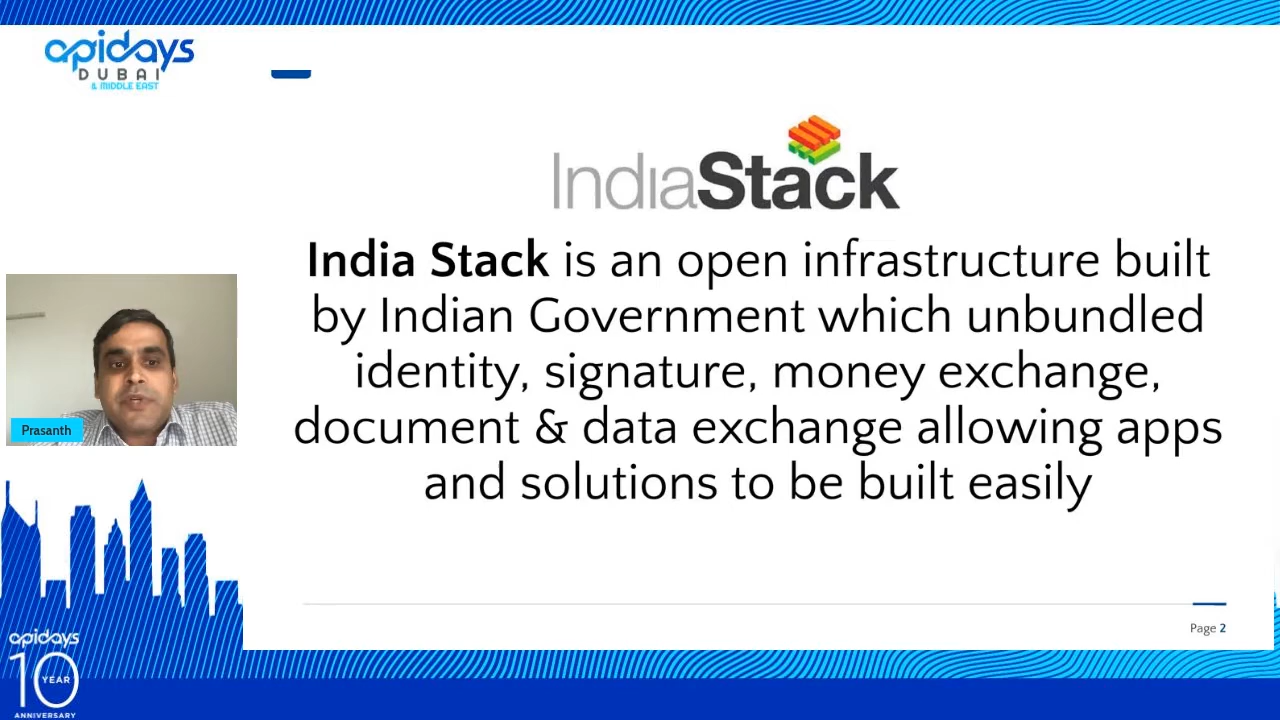 apidays
DUBAI
& MIDDLE EAST
IndiaStack
India Stack is an open infrastructure built
by Indian Government which unbundled
identity, signature, money exchange,
document & data exchange allowing apps
and solutions to be built easily
Prasanth
Page 2
apidays
10
YEAR
ANNIVERSARY